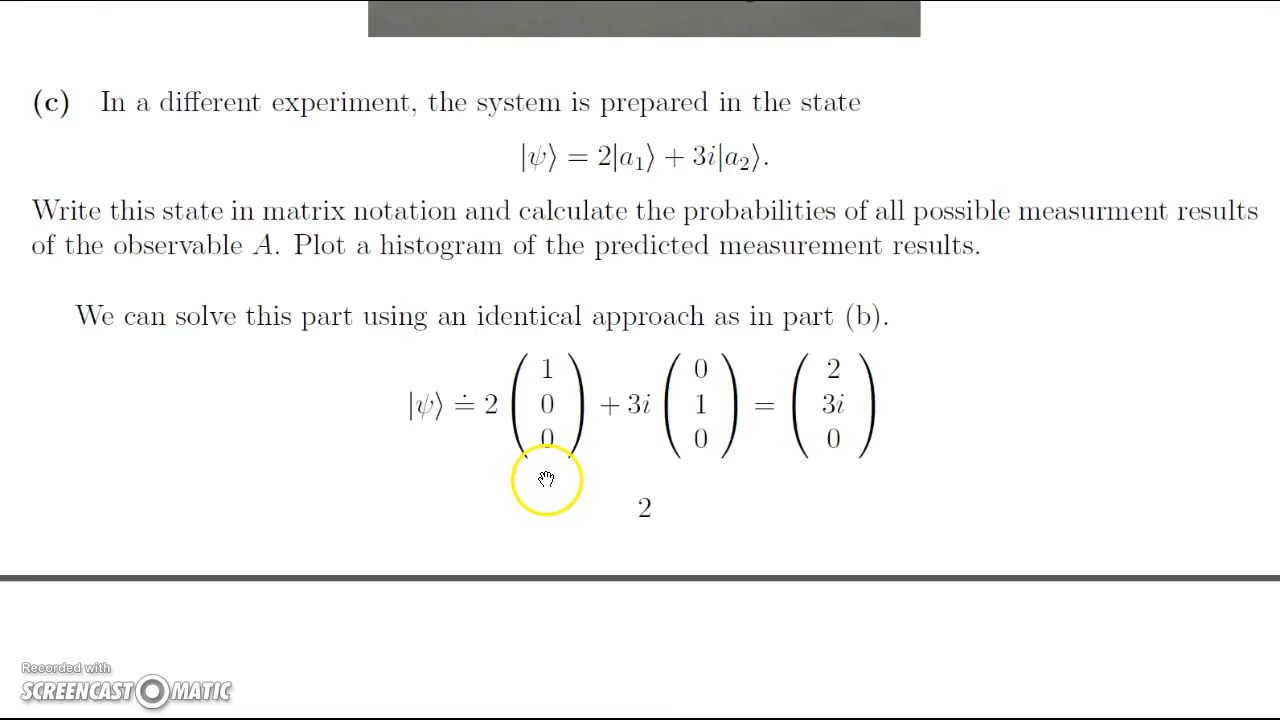 (c) In a different experiment, the system is prepared in the state
|ψ⟩ = 2|a₁⟩ + 3i|a₂⟩.
Write this state in matrix notation and calculate the probabilities of all possible measurment results
of the observable A. Plot a histogram of the predicted measurement results.
We can solve this part using an identical approach as in part (b).
|ψ⟩ ≐ 2 ( 1 0 0 ) + 3i ( 0 1 0 ) = ( 2 3i 0 )
2
Recorded with
SCREENCAST O MATIC